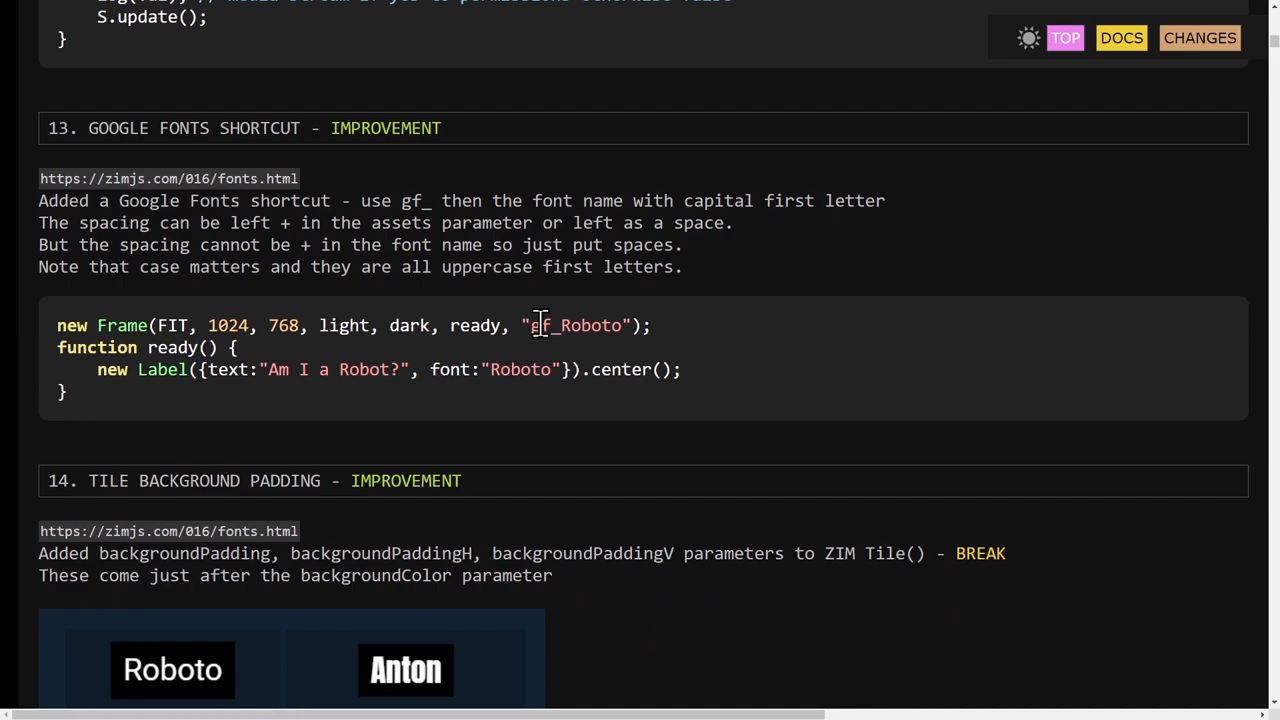 S.update();
}
TOP DOCS CHANGES
13. GOOGLE FONTS SHORTCUT - IMPROVEMENT
https://zimjs.com/016/fonts.html
Added a Google Fonts shortcut - use gf_ then the font name with capital first letter
The spacing can be left + in the assets parameter or left as a space.
But the spacing cannot be + in the font name so just put spaces.
Note that case matters and they are all uppercase first letters.
new Frame(FIT, 1024, 768, light, dark, ready, "gf_Roboto");
function ready() {
new Label({text:"Am I a Robot?", font:"Roboto"}).center();
}
14. TILE BACKGROUND PADDING - IMPROVEMENT
https://zimjs.com/016/fonts.html
Added backgroundPadding, backgroundPaddingH, backgroundPaddingV parameters to ZIM Tile() - BREAK
These come just after the backgroundColor parameter
Roboto Anton